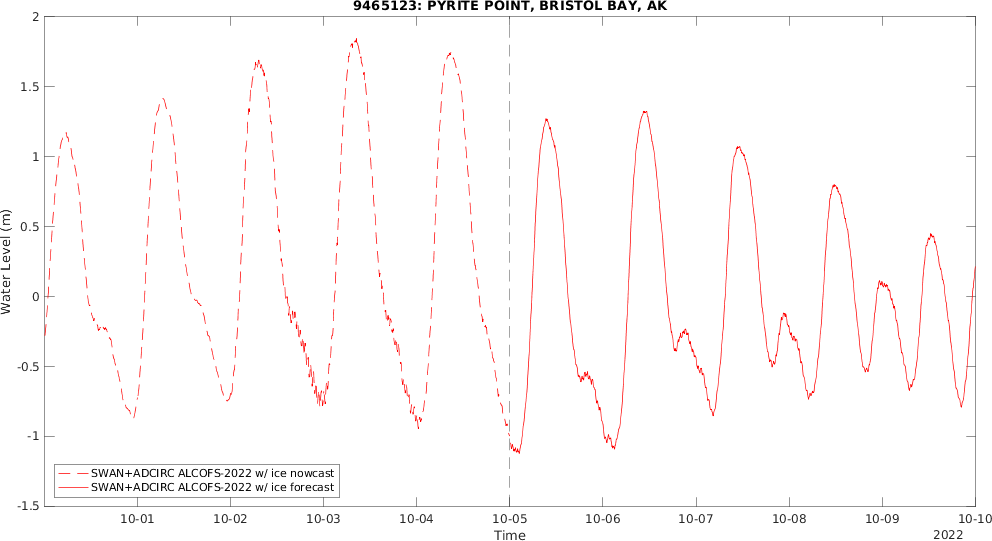 9465123: PYRITE POINT, BRISTOL BAY, AK
Water Level (m)
2
1.5
1
0.5
0
-0.5
-1
-1.5
SWAN+ADCIRC ALCOFS-2022 w/ ice nowcast
SWAN+ADCIRC ALCOFS-2022 w/ ice forecast
10-01 10-02 10-03 10-04 10-05 10-06 10-07 10-08 10-09 10-10
Time
2022